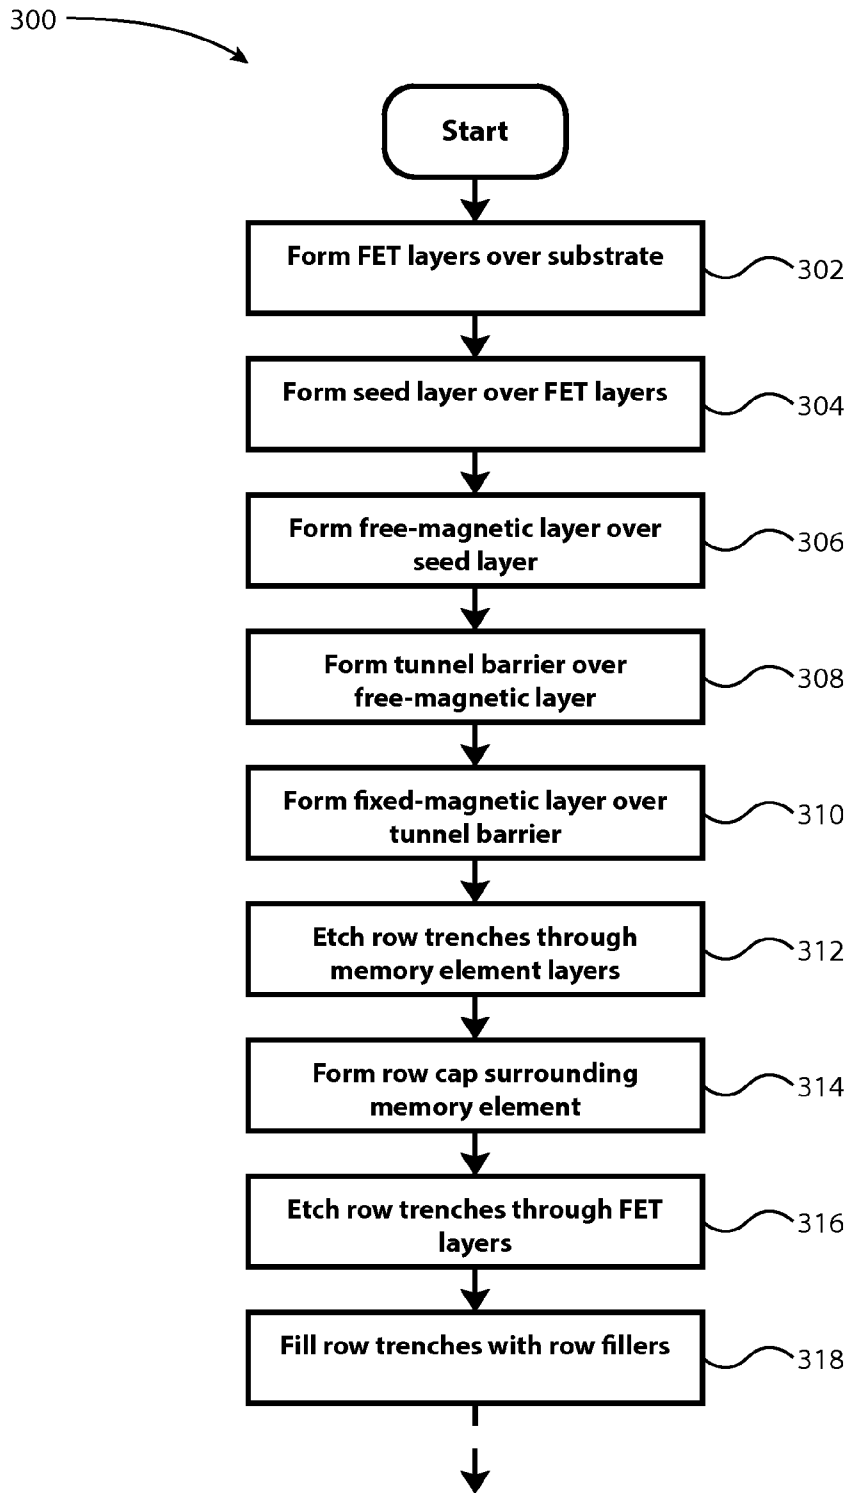 300
Start
Form FET layers over substrate
302
Form seed layer over FET layers
304
Form free-magnetic layer over
seed layer
306
Form tunnel barrier over
free-magnetic layer
308
Form fixed-magnetic layer over
tunnel barrier
310
Etch row trenches through
memory element layers
312
Form row cap surrounding
memory element
314
Etch row trenches through FET
layers
316
Fill row trenches with row fillers
318